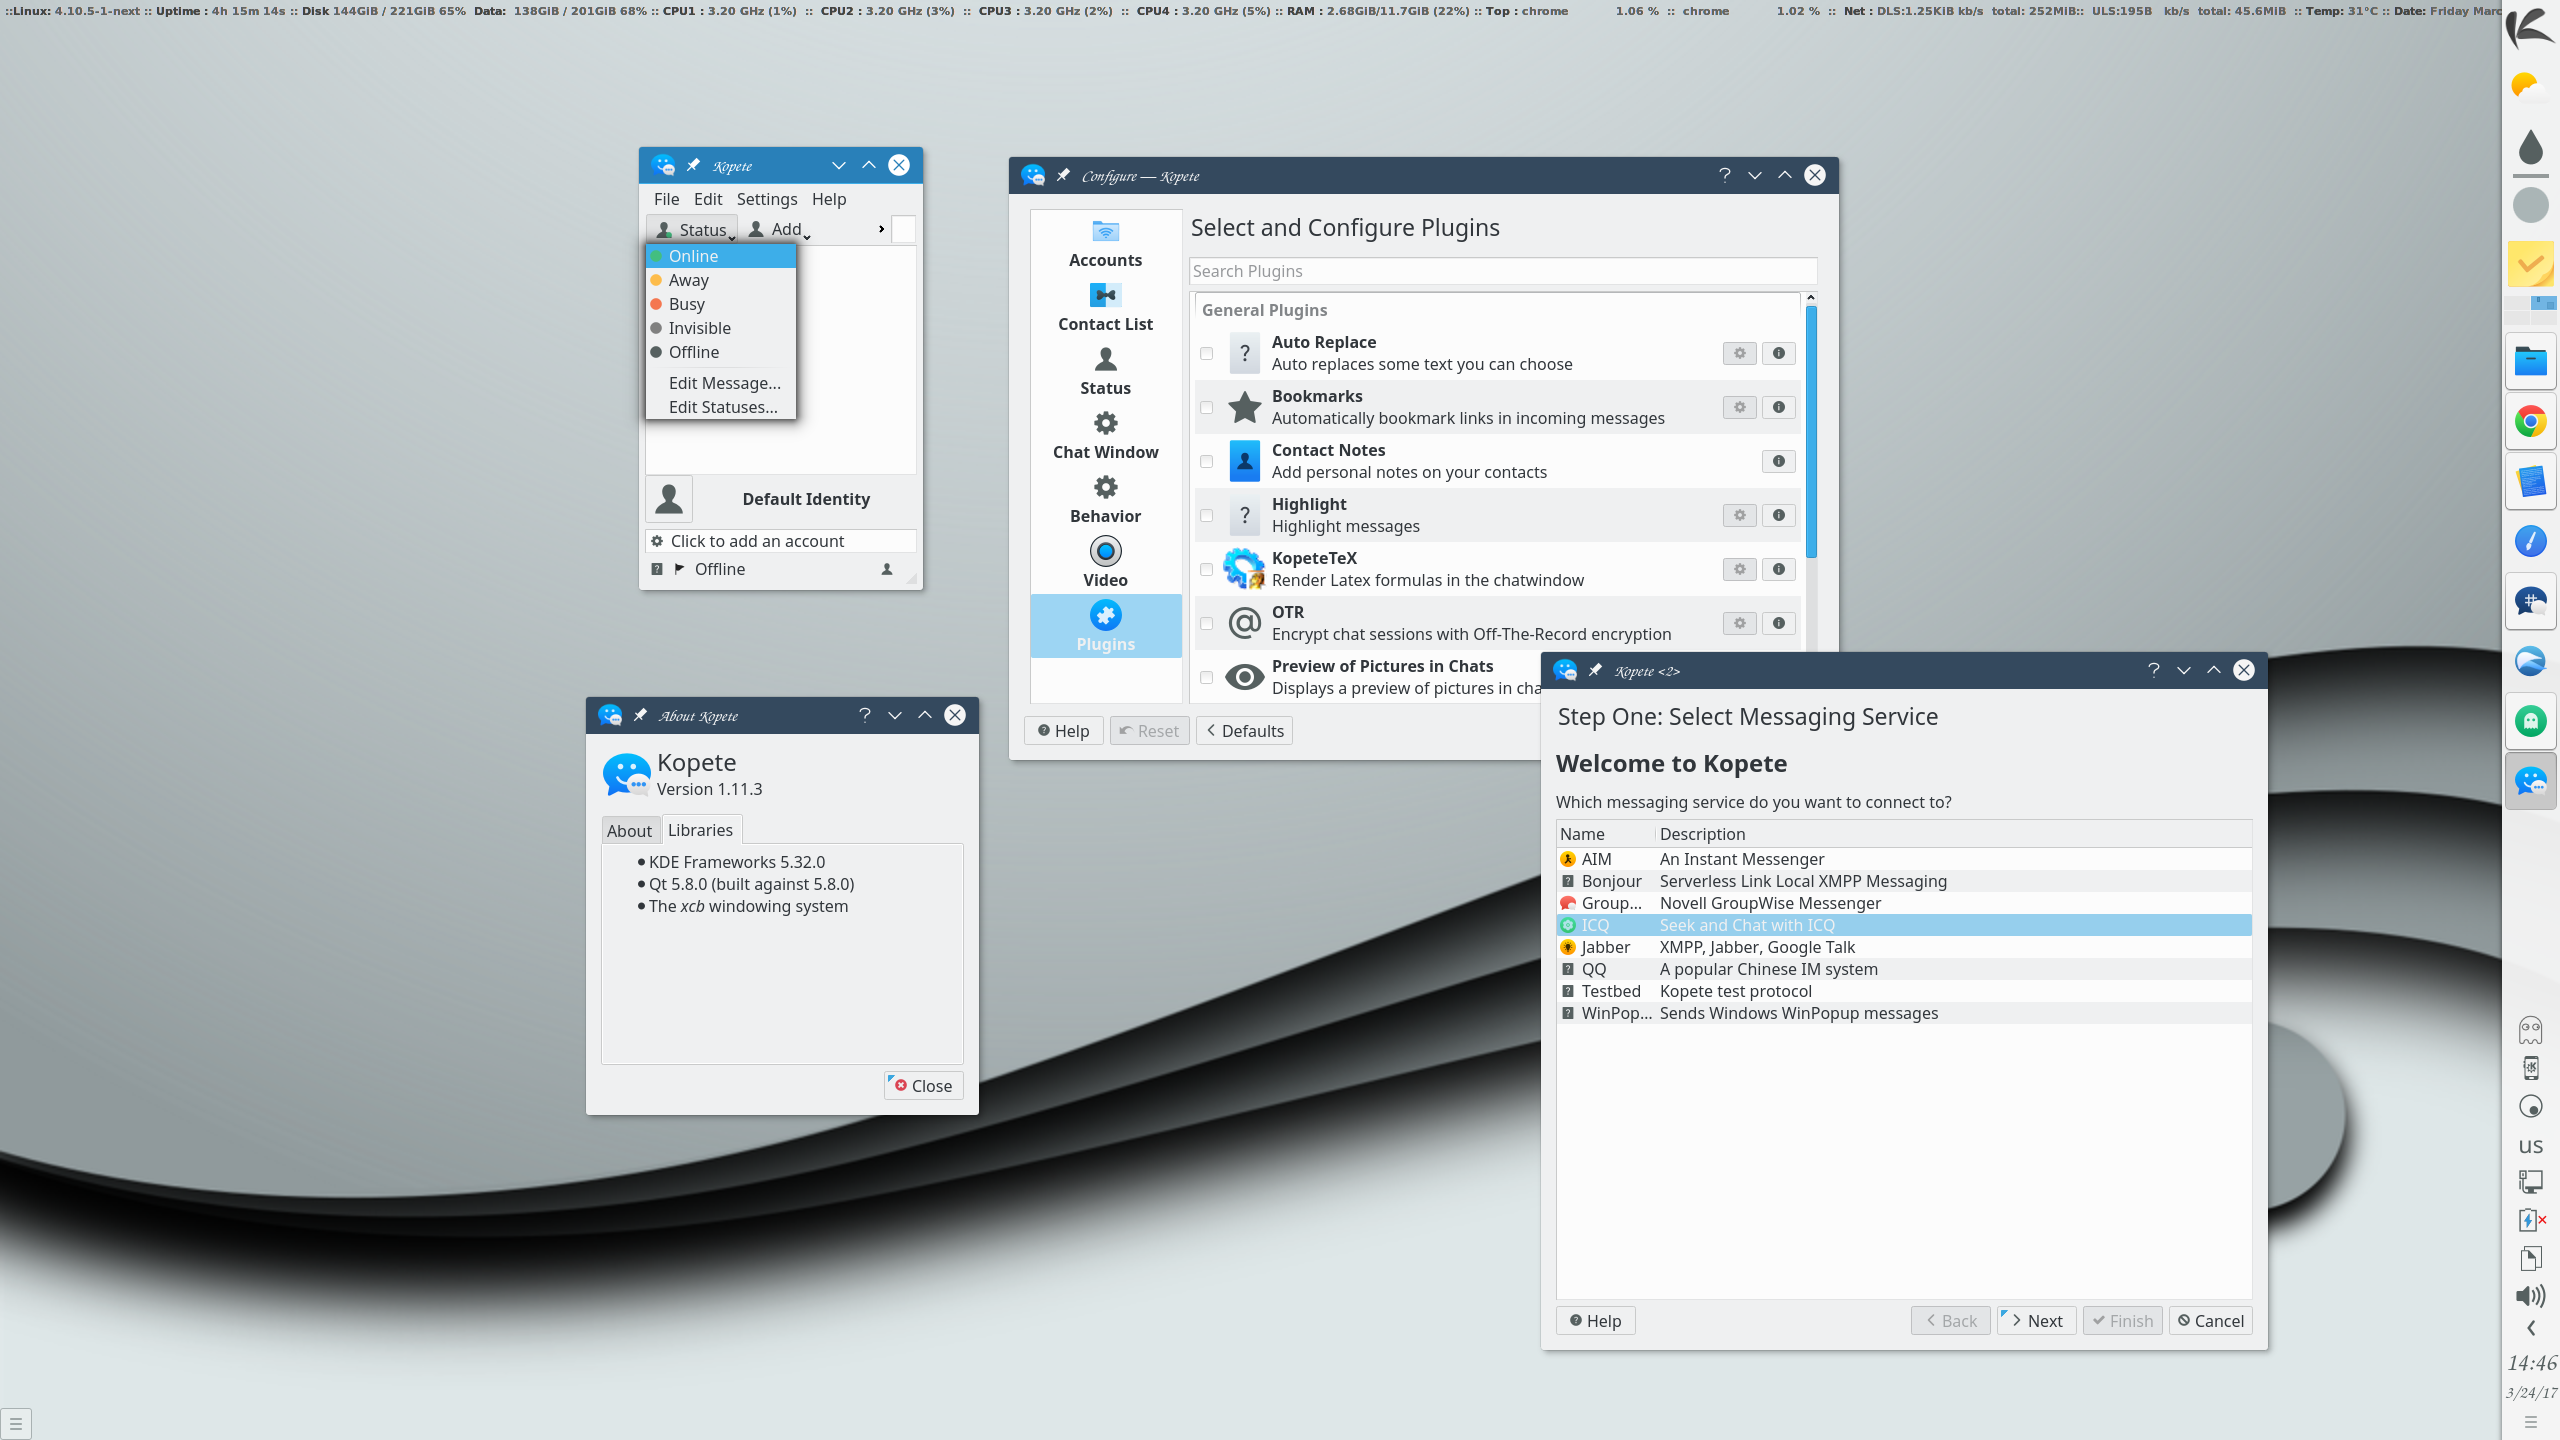 ::Linux: 4.10.5-1-next :: Uptime : 4h 15m 14s :: Disk 144GiB / 221GiB 65% Data: 138GiB / 201GiB 68% :: CPU1 : 3.20 GHz (1%) :: CPU2 : 3.20 GHz (3%) :: CPU3 : 3.20 GHz (2%) :: CPU4 : 3.20 GHz (5%) :: RAM : 2.68GiB/11.7GiB (22%) :: Top : chrome 1.06 % :: chrome 1.02 % :: Net : DLS:1.25KiB kb/s total: 252MiB:: ULS:195B kb/s total: 45.6MiB :: Temp: 31°C :: Date: Friday Marc
Kopete
File Edit Settings Help
Status Add
Online
Away
Busy
Invisible
Offline
Edit Message...
Edit Statuses...
Default Identity
Click to add an account
Offline
Configure — Kopete
Accounts
Contact List
Status
Chat Window
Behavior
Video
Plugins
Select and Configure Plugins
Search Plugins
General Plugins
Auto Replace
Auto replaces some text you can choose
Bookmarks
Automatically bookmark links in incoming messages
Contact Notes
Add personal notes on your contacts
Highlight
Highlight messages
KopeteTeX
Render Latex formulas in the chatwindow
OTR
Encrypt chat sessions with Off-The-Record encryption
Preview of Pictures in Chats
Displays a preview of pictures in cha
Help Reset Defaults
About Kopete
Kopete
Version 1.11.3
About Libraries
KDE Frameworks 5.32.0
Qt 5.8.0 (built against 5.8.0)
The xcb windowing system
Close
Kopete <2>
Step One: Select Messaging Service
Welcome to Kopete
Which messaging service do you want to connect to?
Name Description
AIM An Instant Messenger
Bonjour Serverless Link Local XMPP Messaging
Group... Novell GroupWise Messenger
ICQ Seek and Chat with ICQ
Jabber XMPP, Jabber, Google Talk
QQ A popular Chinese IM system
Testbed Kopete test protocol
WinPop... Sends Windows WinPopup messages
Help Back Next Finish Cancel
us
14:46
3/24/17